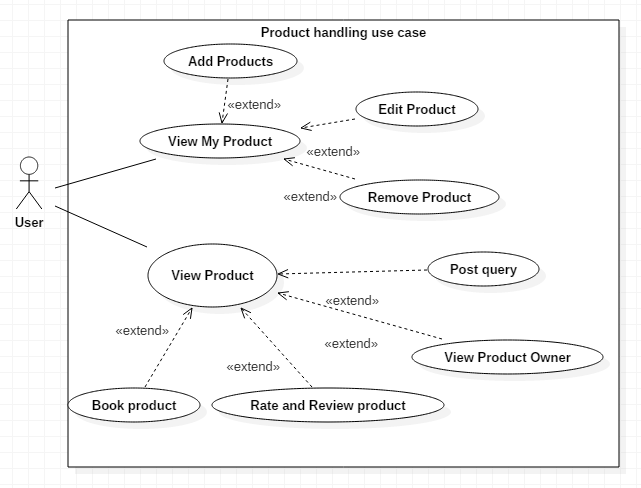 Product handling use case
Add Products
«extend»
Edit Product
View My Product
«extend»
«extend»
Remove Product
User
View Product
Post query
«extend»
«extend»
«extend»
View Product Owner
«extend»
Book product
Rate and Review product